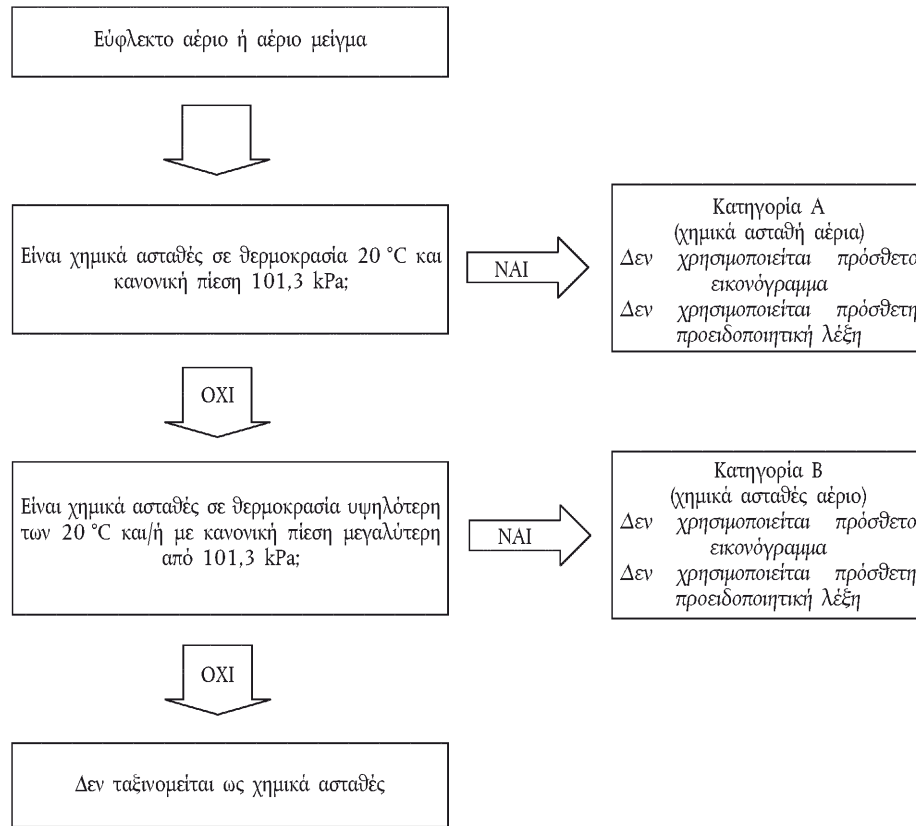 Εύφλεκτο αέριο ή αέριο μείγμα
Είναι χημικά ασταθές σε θερμοκρασία 20 °C και
κανονική πίεση 101,3 kPa;
ΝΑΙ
Κατηγορία A
(χημικά ασταθή αέρια)
Δεν χρησιμοποιείται πρόσθετο
εικονόγραμμα
Δεν χρησιμοποιείται πρόσθετη
προειδοποιητική λέξη
ΟΧΙ
Είναι χημικά ασταθές σε θερμοκρασία υψηλότερη
των 20 °C και/ή με κανονική πίεση μεγαλύτερη
από 101,3 kPa;
ΝΑΙ
Κατηγορία B
(χημικά ασταθές αέριο)
Δεν χρησιμοποιείται πρόσθετο
εικονόγραμμα
Δεν χρησιμοποιείται πρόσθετη
προειδοποιητική λέξη
ΟΧΙ
Δεν ταξινομείται ως χημικά ασταθές